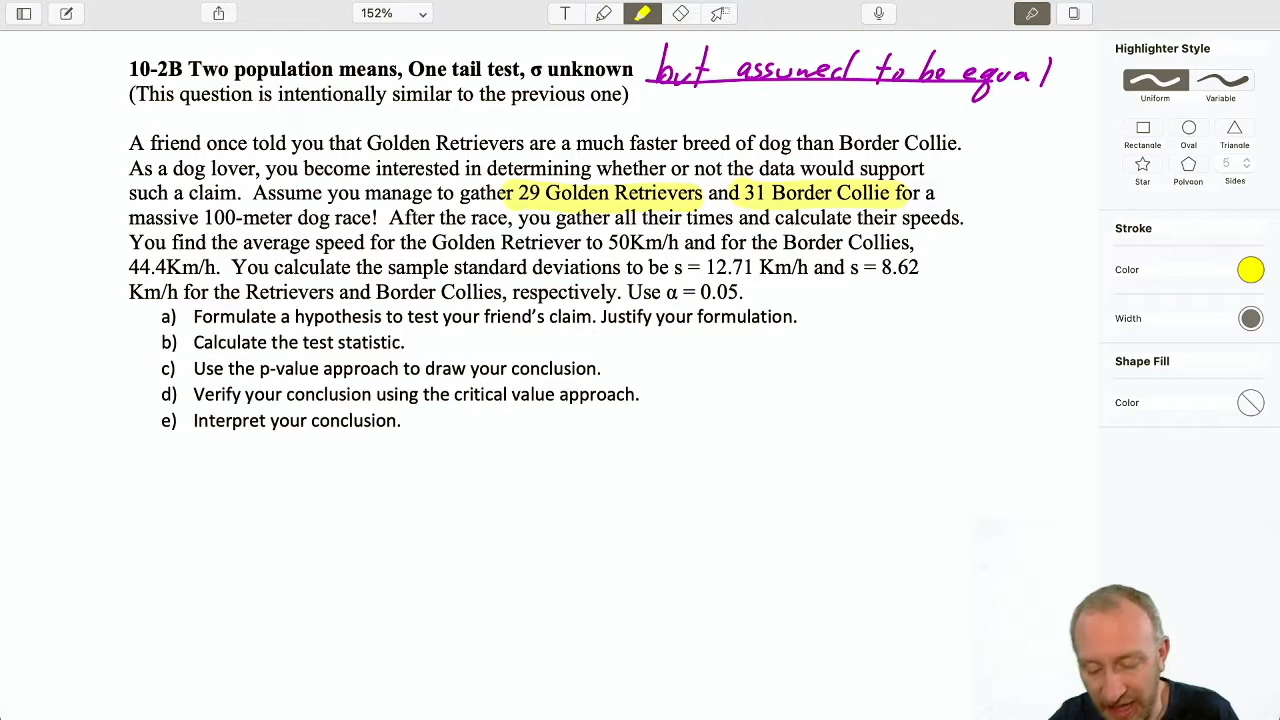 152%
T
10-2B Two population means, One tail test, σ unknown but assumed to be equal
(This question is intentionally similar to the previous one)
A friend once told you that Golden Retrievers are a much faster breed of dog than Border Collie.
As a dog lover, you become interested in determining whether or not the data would support
such a claim. Assume you manage to gather 29 Golden Retrievers and 31 Border Collie for a
massive 100-meter dog race! After the race, you gather all their times and calculate their speeds.
You find the average speed for the Golden Retriever to 50Km/h and for the Border Collies,
44.4Km/h. You calculate the sample standard deviations to be s = 12.71 Km/h and s = 8.62
Km/h for the Retrievers and Border Collies, respectively. Use α = 0.05.
a) Formulate a hypothesis to test your friend's claim. Justify your formulation.
b) Calculate the test statistic.
c) Use the p-value approach to draw your conclusion.
d) Verify your conclusion using the critical value approach.
e) Interpret your conclusion.
Highlighter Style
Uniform Variable
Rectangle Oval Triangle
5
Star Polygon Sides
Stroke
Color
Width
Shape Fill
Color